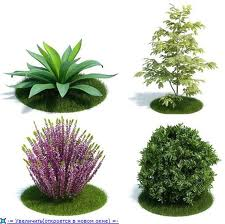 -= Увеличить(откроется в новом окне) =-